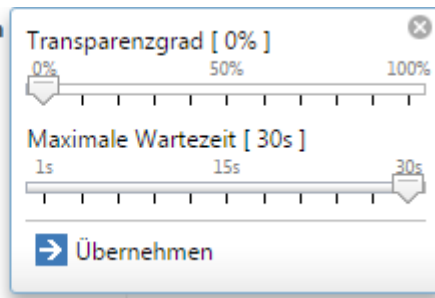 Transparenzgrad [ 0% ]
0% 50% 100%
Maximale Wartezeit [ 30s ]
1s 15s 30s
Übernehmen